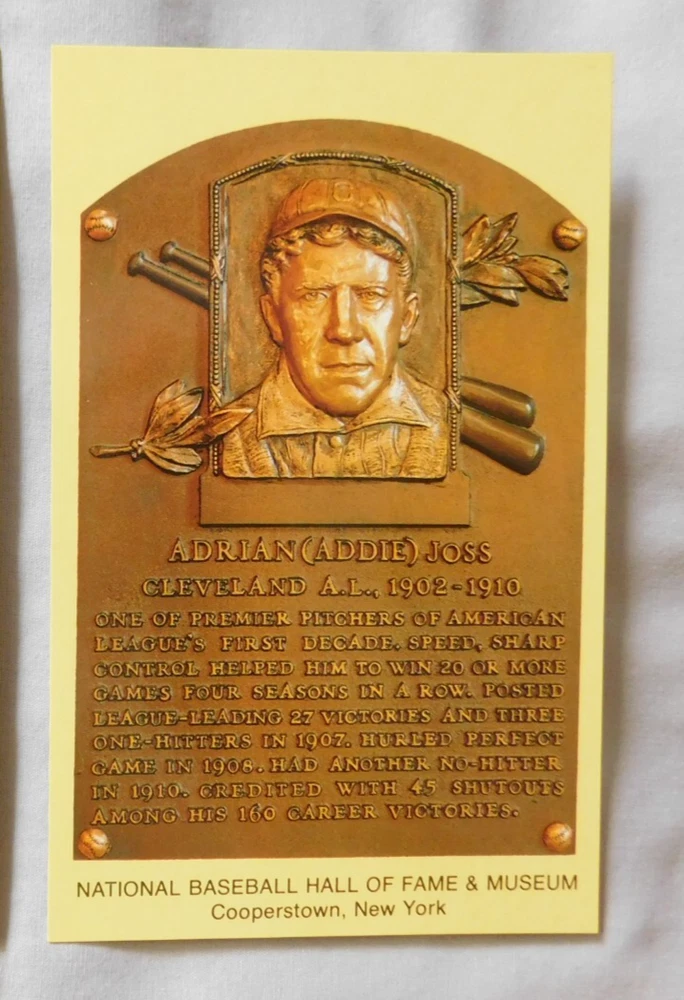 ADRIAN (ADDIE) JOSS
CLEVELAND A.L., 1902-1910
ONE OF PREMIER PITCHERS OF AMERICAN
LEAGUE'S FIRST DECADE. SPEED, SHARP
CONTROL HELPED HIM TO WIN 20 OR MORE
GAMES FOUR SEASONS IN A ROW. POSTED
LEAGUE-LEADING 27 VICTORIES AND THREE
ONE-HITTERS IN 1907. HURLED PERFECT
GAME IN 1908. HAD ANOTHER NO-HITTER
IN 1910. CREDITED WITH 45 SHUTOUTS
AMONG HIS 160 CAREER VICTORIES.
NATIONAL BASEBALL HALL OF FAME & MUSEUM
Cooperstown, New York